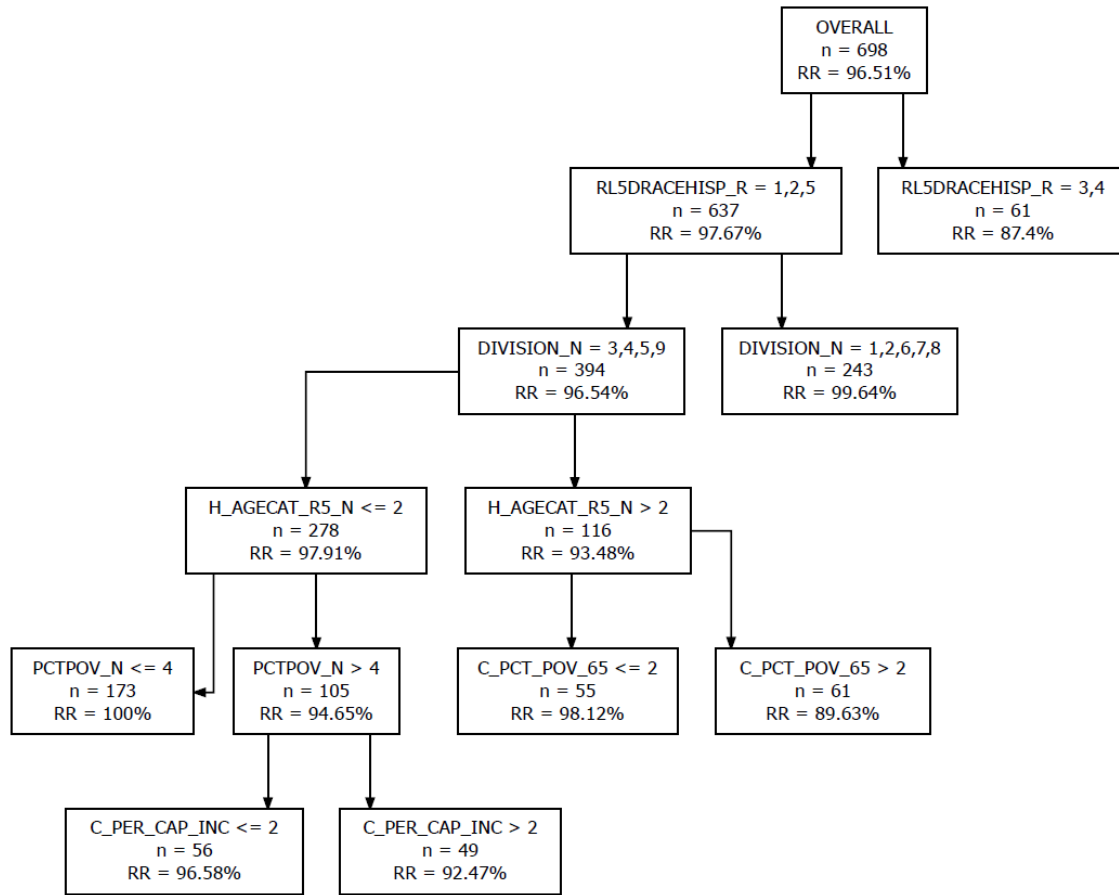 OVERALL
n = 698
RR = 96.51%
RL5DRACEHISP_R = 1,2,5
n = 637
RR = 97.67%
RL5DRACEHISP_R = 3,4
n = 61
RR = 87.4%
DIVISION_N = 3,4,5,9
n = 394
RR = 96.54%
DIVISION_N = 1,2,6,7,8
n = 243
RR = 99.64%
H_AGECAT_R5_N <= 2
n = 278
RR = 97.91%
H_AGECAT_R5_N > 2
n = 116
RR = 93.48%
PCTPOV_N <= 4
n = 173
RR = 100%
PCTPOV_N > 4
n = 105
RR = 94.65%
C_PCT_POV_65 <= 2
n = 55
RR = 98.12%
C_PCT_POV_65 > 2
n = 61
RR = 89.63%
C_PER_CAP_INC <= 2
n = 56
RR = 96.58%
C_PER_CAP_INC > 2
n = 49
RR = 92.47%